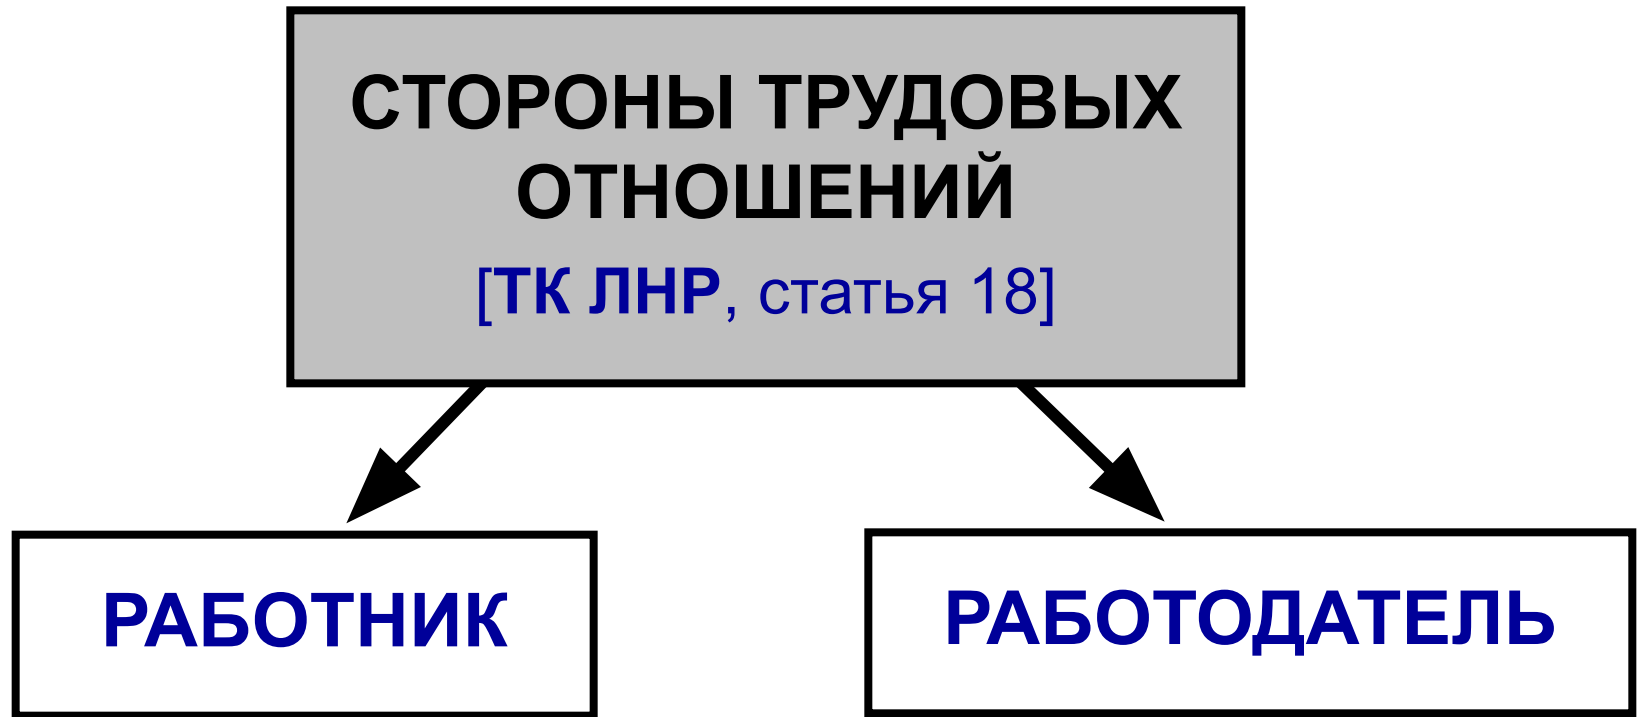 СТОРОНЫ ТРУДОВЫХ
ОТНОШЕНИЙ
[ТК ЛНР, статья 18]
РАБОТНИК
РАБОТОДАТЕЛЬ